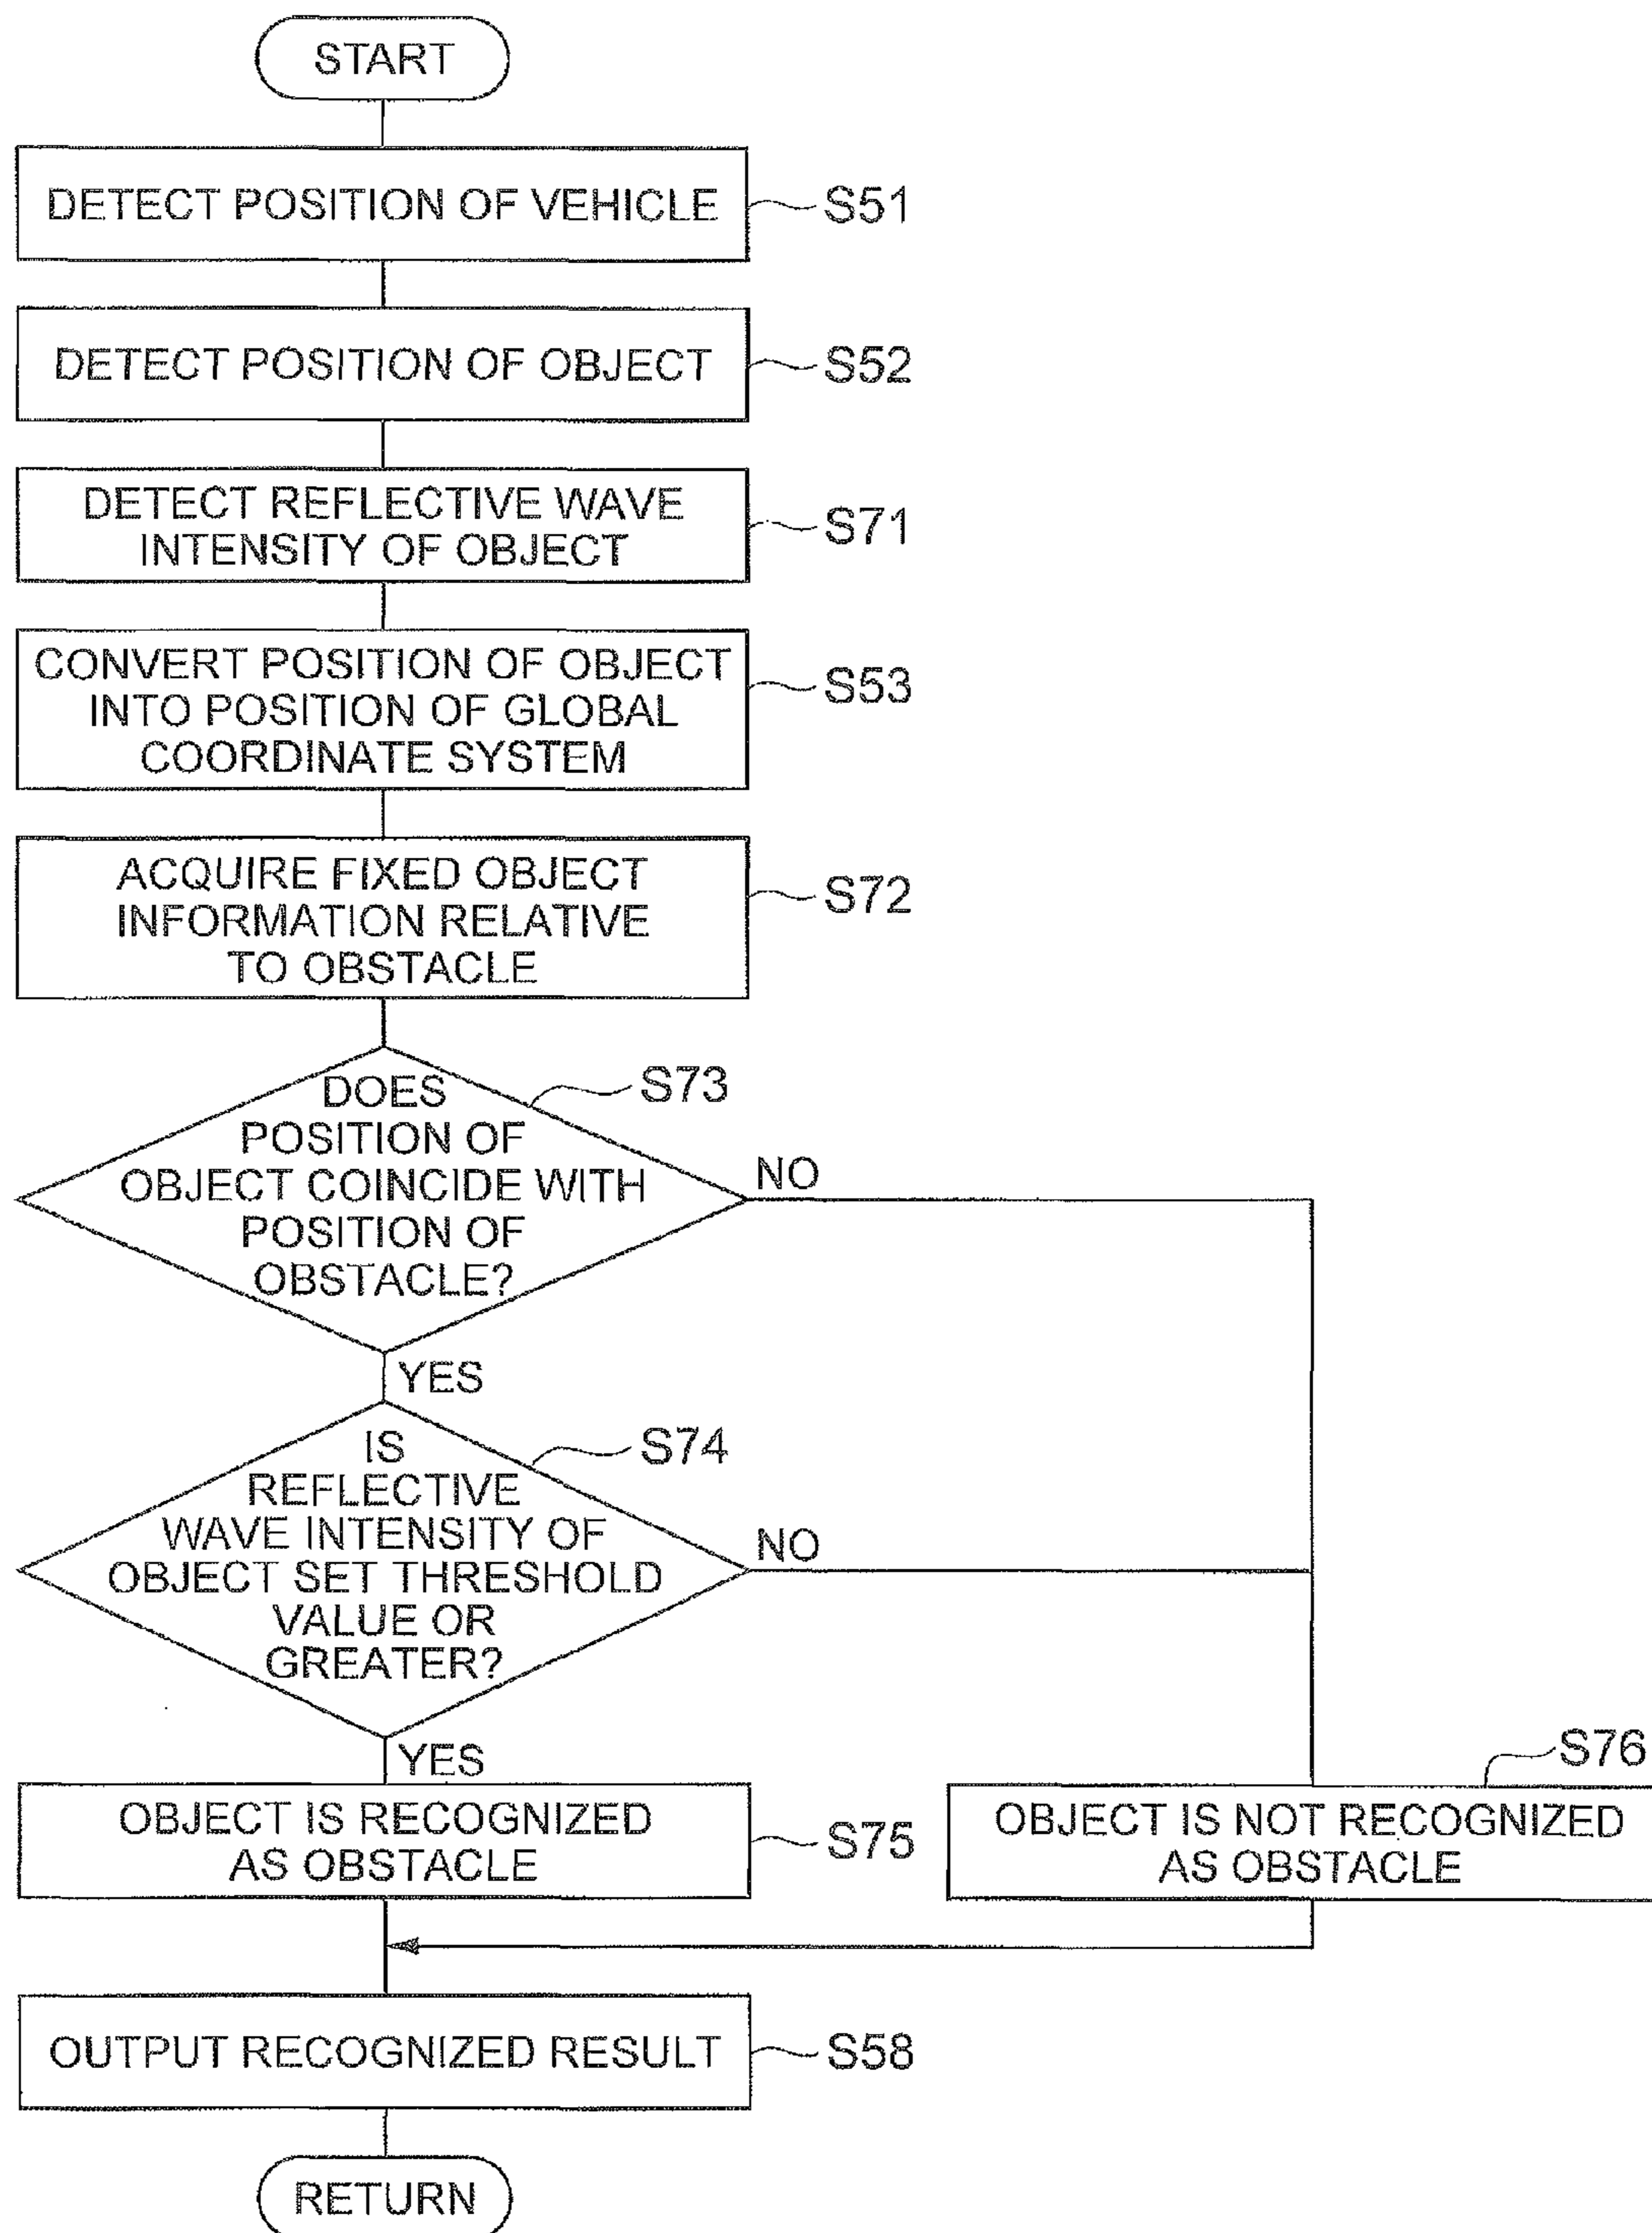 START
DETECT POSITION OF VEHICLE
S51
DETECT POSITION OF OBJECT
S52
DETECT REFLECTIVE WAVE
INTENSITY OF OBJECT
S71
CONVERT POSITION OF OBJECT
INTO POSITION OF GLOBAL
COORDINATE SYSTEM
S53
ACQUIRE FIXED OBJECT
INFORMATION RELATIVE
TO OBSTACLE
S72
DOES
POSITION OF
OBJECT COINCIDE WITH
POSITION OF
OBSTACLE?
S73
NO
YES
IS
REFLECTIVE
WAVE INTENSITY OF
OBJECT SET THRESHOLD
VALUE OR
GREATER?
S74
NO
YES
OBJECT IS RECOGNIZED
AS OBSTACLE
S75
S76
OBJECT IS NOT RECOGNIZED
AS OBSTACLE
OUTPUT RECOGNIZED RESULT
S58
RETURN